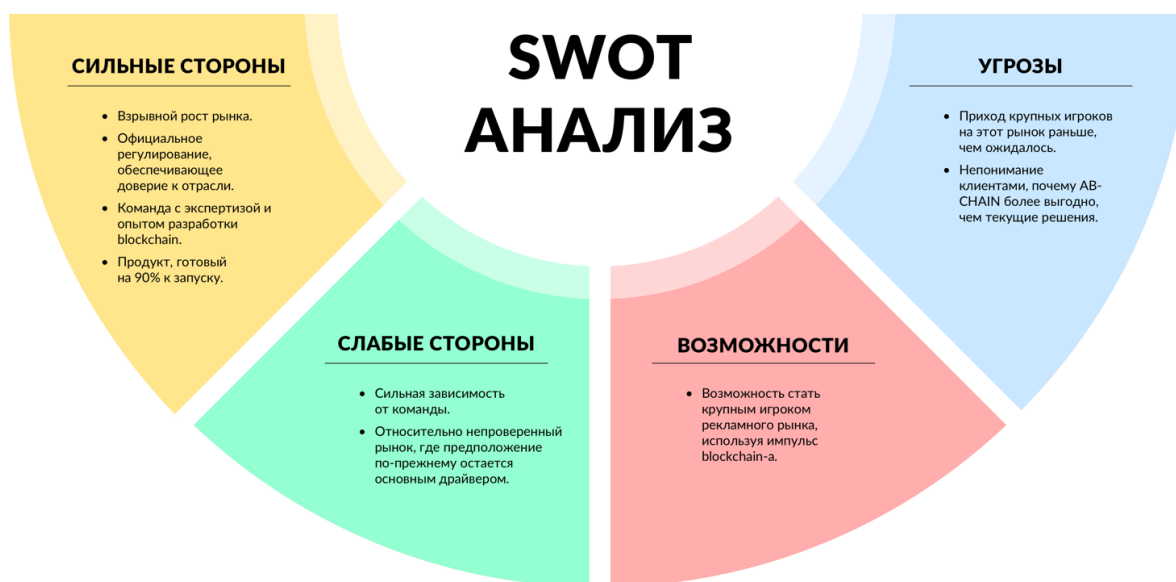 SWOT
АНАЛИЗ
СИЛЬНЫЕ СТОРОНЫ
• Взрывной рост рынка.
• Официальное
регулирование,
обеспечивающее
доверие к отрасли.
• Команда с экспертизой и
опытом разработки
blockchain.
• Продукт, готовый
на 90% к запуску.
СЛАБЫЕ СТОРОНЫ
• Сильная зависимость
от команды.
• Относительно непроверенный
рынок, где предположение
по-прежнему остается
основным драйвером.
ВОЗМОЖНОСТИ
• Возможность стать
крупным игроком
рекламного рынка,
используя импульс
blockchain-а.
УГРОЗЫ
• Приход крупных игроков
на этот рынок раньше,
чем ожидалось.
• Непонимание
клиентами, почему AB-
CHAIN более выгодно,
чем текущие решения.